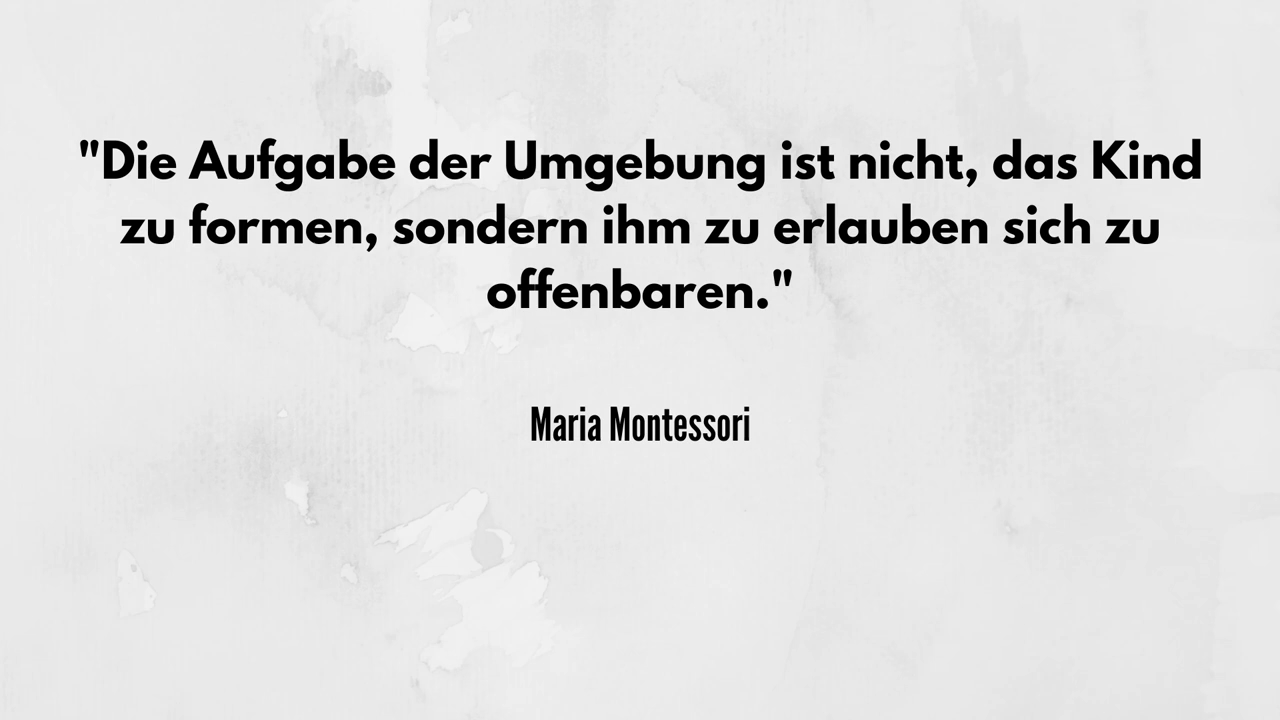 "Die Aufgabe der Umgebung ist nicht, das Kind
zu formen, sondern ihm zu erlauben sich zu
offenbaren."
Maria Montessori